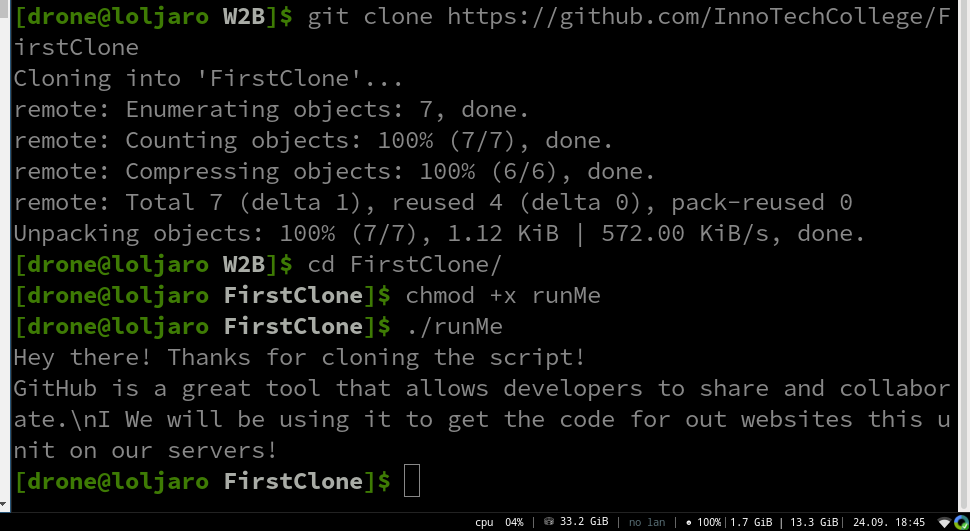 [drone@loljaro W2B]$ git clone https://github.com/InnoTechCollege/F
irstClone
Cloning into 'FirstClone'...
remote: Enumerating objects: 7, done.
remote: Counting objects: 100% (7/7), done.
remote: Compressing objects: 100% (6/6), done.
remote: Total 7 (delta 1), reused 4 (delta 0), pack-reused 0
Unpacking objects: 100% (7/7), 1.12 KiB | 572.00 KiB/s, done.
[drone@loljaro W2B]$ cd FirstClone/
[drone@loljaro FirstClone]$ chmod +x runMe
[drone@loljaro FirstClone]$ ./runMe
Hey there! Thanks for cloning the script!
GitHub is a great tool that allows developers to share and collabor
ate.\nI We will be using it to get the code for out websites this u
nit on our servers!
[drone@loljaro FirstClone]$
cpu 04% | 33.2 GiB | no lan | 100% | 1.7 GiB | 13.3 GiB | 24.09. 18:45